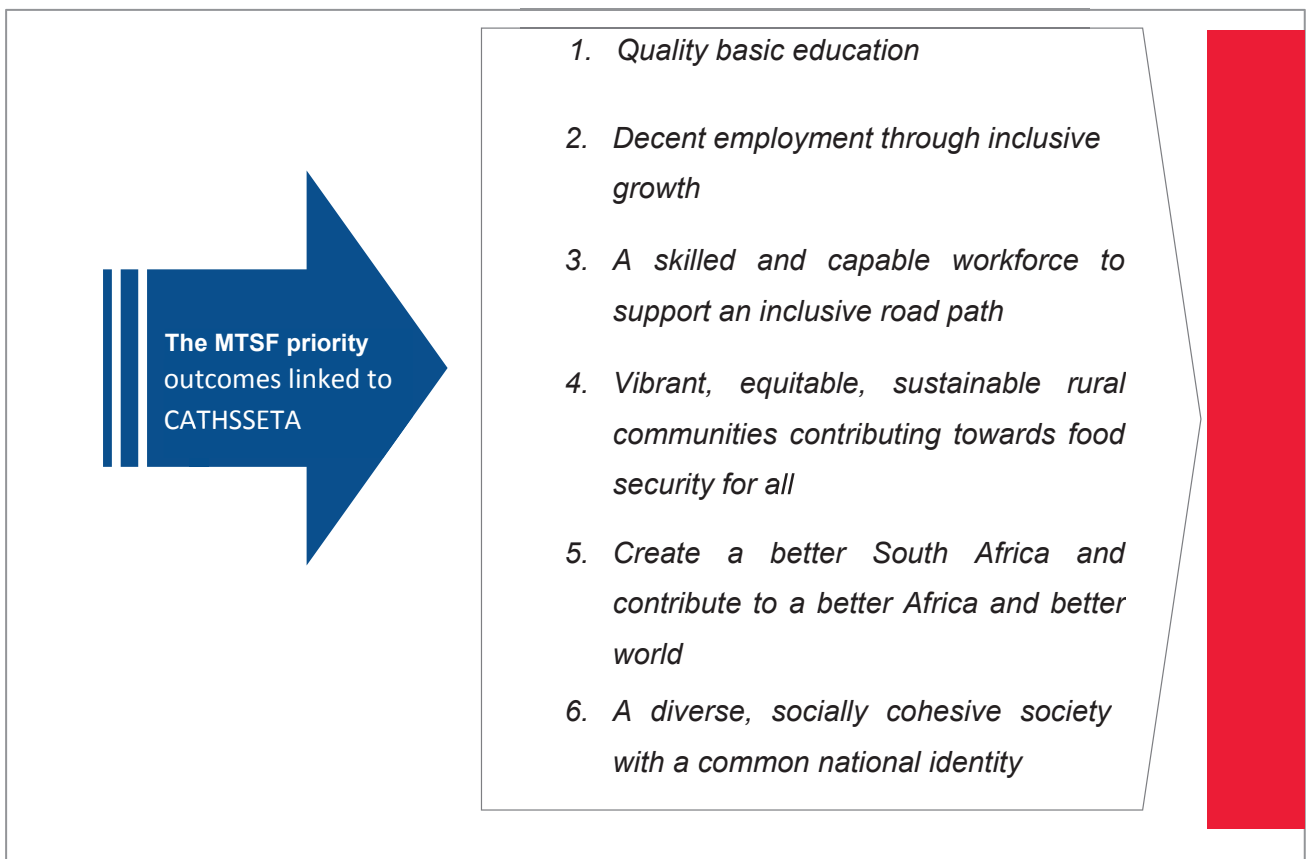 The MTSF priority
outcomes linked to
CATHSSETA
1. Quality basic education
2. Decent employment through inclusive
growth
3. A skilled and capable workforce to
support an inclusive road path
4. Vibrant, equitable, sustainable rural
communities contributing towards food
security for all
5. Create a better South Africa and
contribute to a better Africa and better
world
6. A diverse, socially cohesive society
with a common national identity